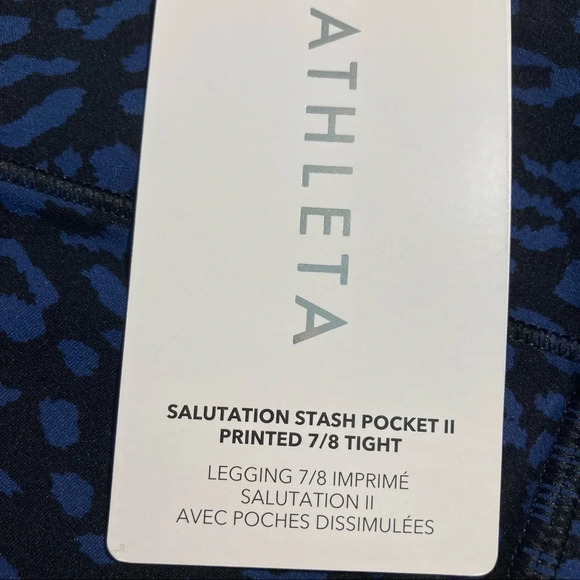 ATHLETA
SALUTATION STASH POCKET II
PRINTED 7/8 TIGHT
LEGGING 7/8 IMPRIMÉ
SALUTATION II
AVEC POCHES DISSIMULÉES